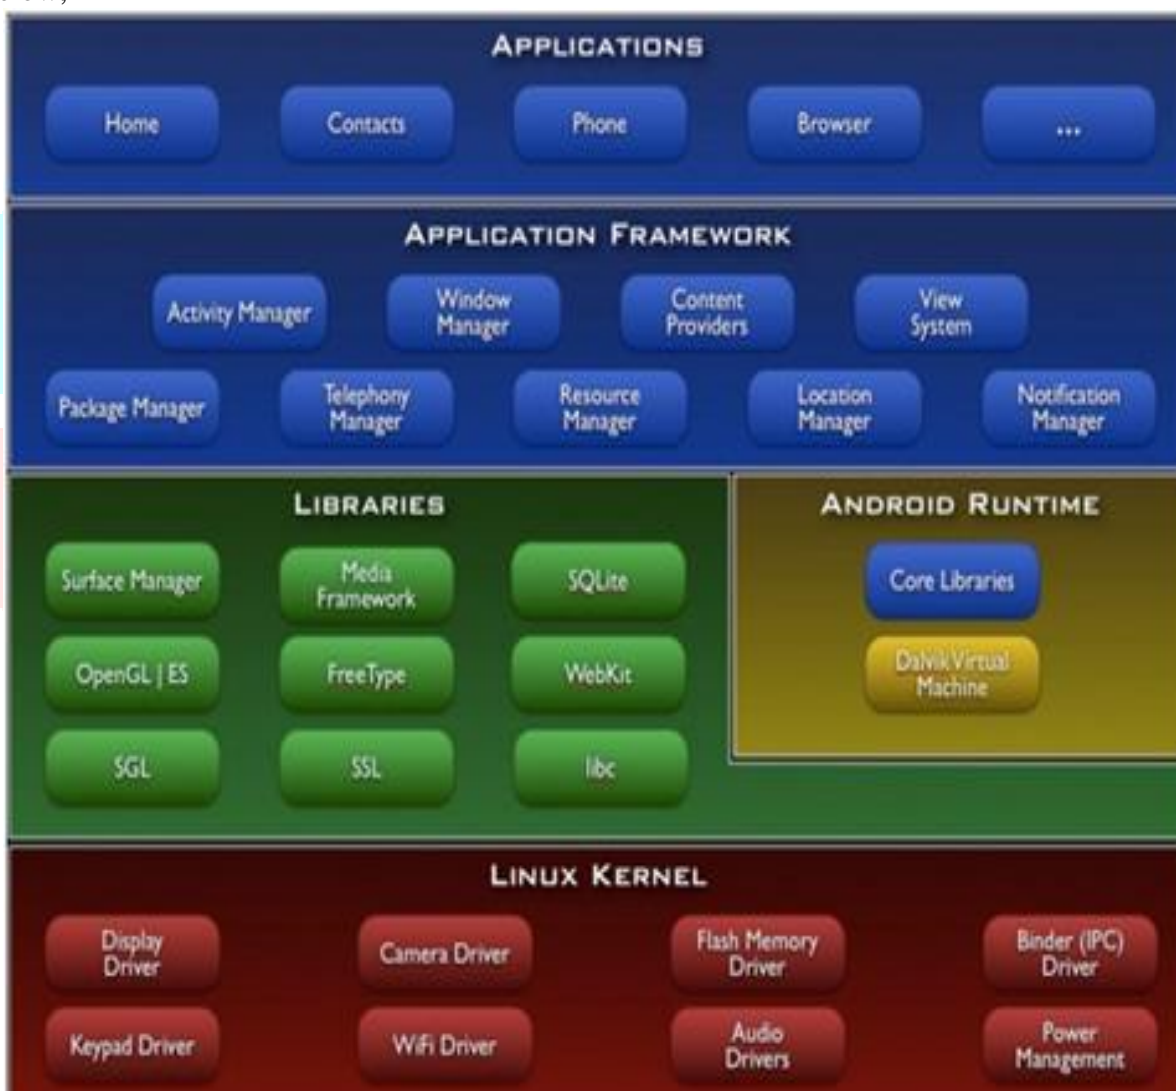 APPLICATIONS
Home
Contacts
Phone
Browser
...
APPLICATION FRAMEWORK
Activity Manager
Window
Manager
Content
Providers
View
System
Package Manager
Telephony
Manager
Resource
Manager
Location
Manager
Notification
Manager
LIBRARIES
Surface Manager
Media
Framework
SQLite
OpenGL | ES
FreeType
WebKit
SGL
SSL
libc
ANDROID RUNTIME
Core Libraries
Dalvik Virtual
Machine
LINUX KERNEL
Display
Driver
Camera Driver
Flash Memory
Driver
Binder (IPC)
Driver
Keypad Driver
WiFi Driver
Audio
Drivers
Power
Management